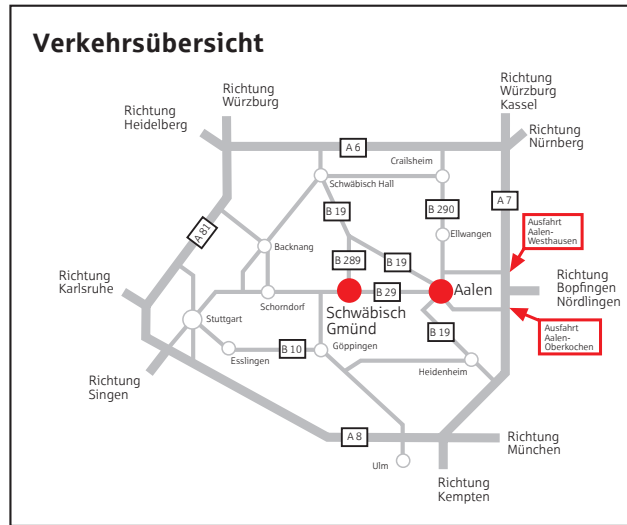 Verkehrsübersicht
Richtung
Würzburg
Richtung
Heidelberg
Richtung
Würzburg
Kassel
Richtung
Nürnberg
A 6
Crailsheim
Schwäbisch Hall
A 7
B 19
B 290
Ausfahrt
Aalen-
Westhausen
A 81
Backnang
Ellwangen
B 289
B 19
Richtung
Karlsruhe
Richtung
Bopfingen
Nördlingen
B 29
Aalen
Schorndorf
Schwäbisch
Gmünd
Stuttgart
B 19
Ausfahrt
Aalen-
Oberkochen
Esslingen
B 10
Göppingen
Heidenheim
Richtung
Singen
A 8
Richtung
München
Ulm
Richtung
Kempten